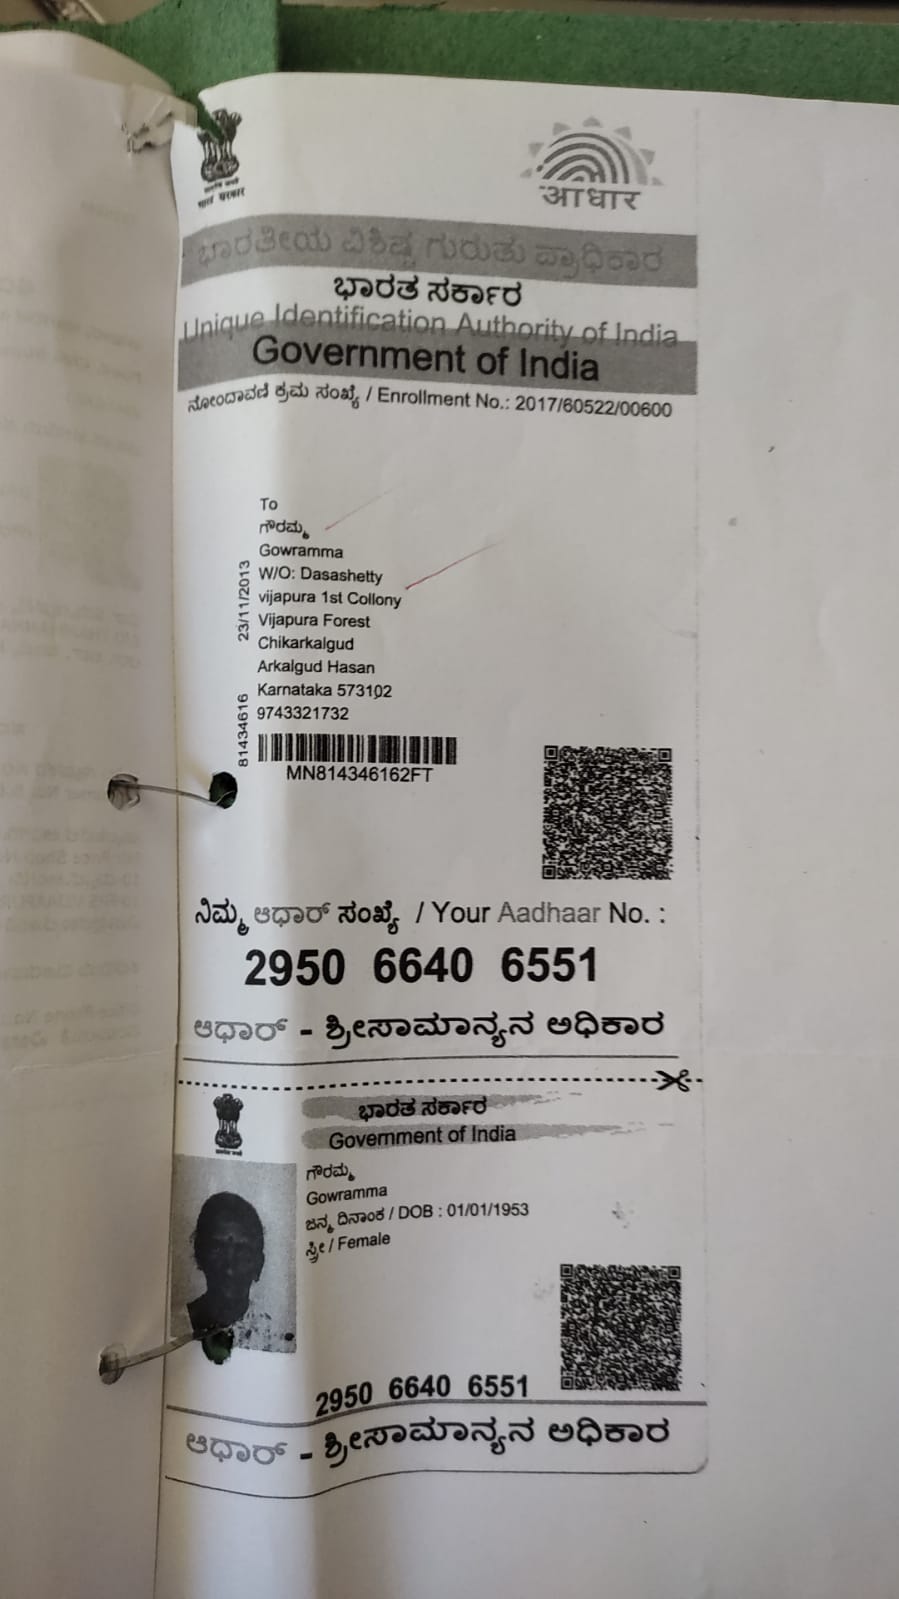 आधार
ಭಾರತೀಯ ವಿಶಿಷ್ಟ ಗುರುತು ಪ್ರಾಧಿಕಾರ
ಭಾರತ ಸರ್ಕಾರ
Unique Identification Authority of India
Government of India
ನೋಂದಾವಣಿ ಕ್ರಮ ಸಂಖ್ಯೆ / Enrollment No.: 2017/60522/00600
To
ಗೌರಮ್ಮ
Gowramma
W/O: Dasashetty
vijapura 1st Collony
Vijapura Forest
Chikarkalgud
Arkalgud Hasan
Karnataka 573102
9743321732
23/11/2013
81434616
MN814346162FT
ನಿಮ್ಮ ಆಧಾರ್ ಸಂಖ್ಯೆ / Your Aadhaar No. :
2950 6640 6551
ಆಧಾರ್ - ಶ್ರೀಸಾಮಾನ್ಯನ ಅಧಿಕಾರ
ಭಾರತ ಸರ್ಕಾರ
Government of India
ಗೌರಮ್ಮ
Gowramma
ಜನ್ಮ ದಿನಾಂಕ / DOB : 01/01/1953
ಸ್ತ್ರೀ / Female
2950 6640 6551
ಆಧಾರ್ - ಶ್ರೀಸಾಮಾನ್ಯನ ಅಧಿಕಾರ